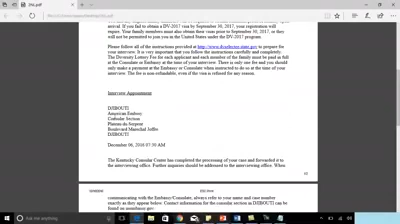 arrival. If you fail to obtain a DV-2017 visa by September 30, 2017, your registration will
expire. Your family members must also obtain their visas prior to September 30, 2017, or they
will not be permitted to join you in the United States under the DV-2017 program.
Please follow all of the instructions provided at http://www.dvselectee.state.gov to prepare for
your interview. It is very important that you follow the instructions carefully and completely.
The Diversity Lottery Fee for each applicant and each member of the family must be paid in full
at the Consulate or Embassy at the time of your interview. There is only one fee and you should
only make a payment at the Embassy or Consulate when instructed to do so at the time of your
interview. The fee is non-refundable, even if the visa is refused for any reason.
Interview Appointment
DJIBOUTI
American Embassy
Consular Section
Plateau du Serpent
Boulevard Marechal Joffre
DJIBOUTI
December 06, 2016 07:30 AM
The Kentucky Consular Center has completed the processing of your case and forwarded it to
the interviewing office. Further inquiries should be addressed to the interviewing office. When
communicating with the Embassy/Consulate, always refer to your name and case number
exactly as they appear below. Contact information for the consular section in DJIBOUTI can be
Ask me anything